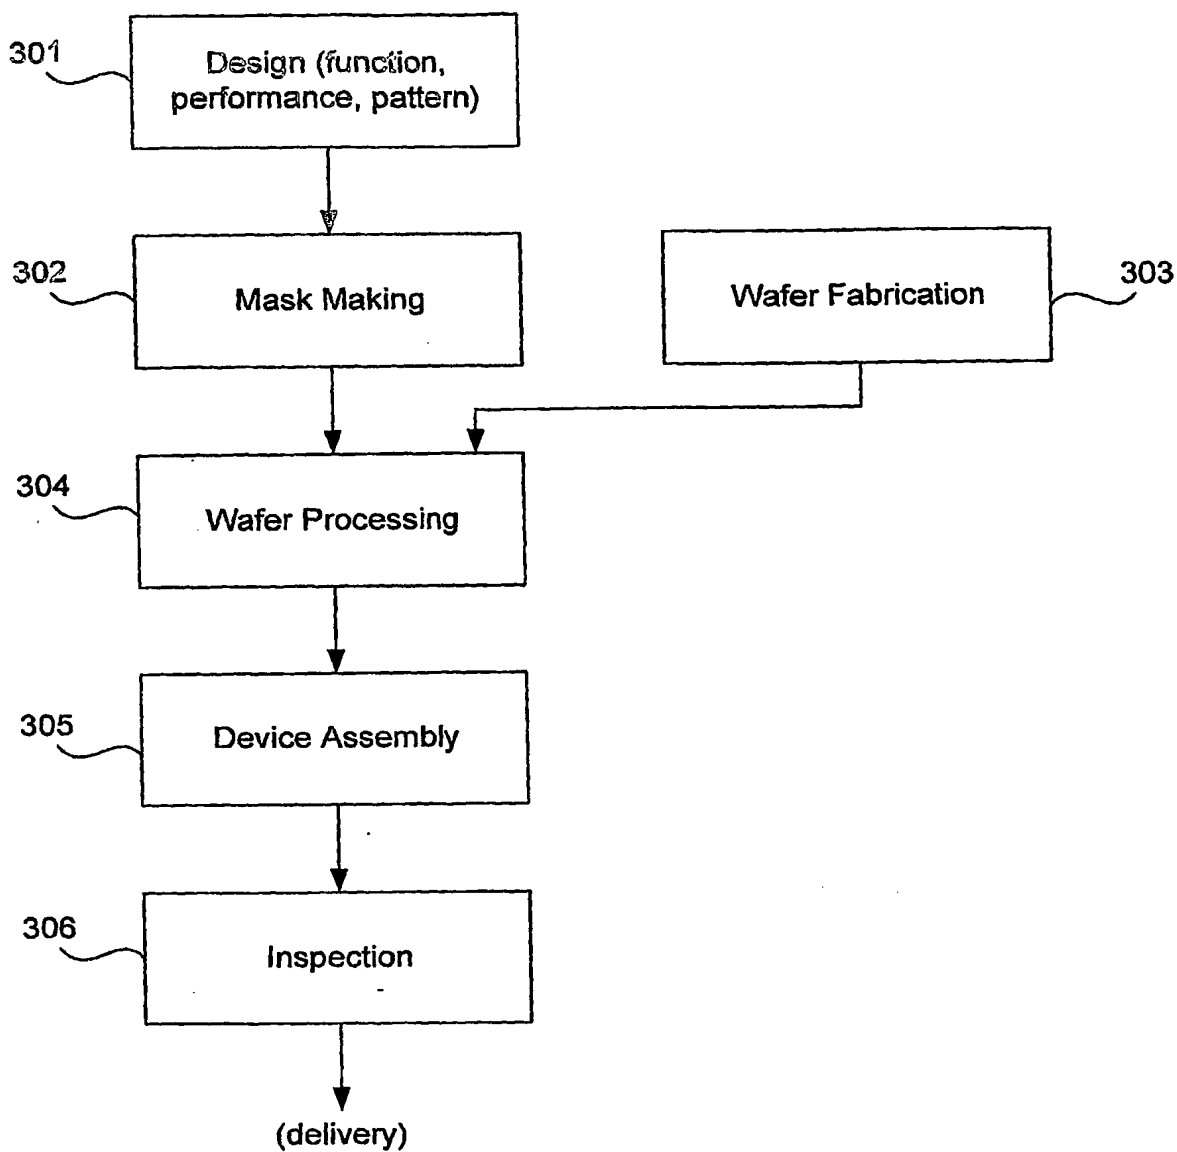 301
Design (function,
performance, pattern)
302
Mask Making
Wafer Fabrication
303
304
Wafer Processing
305
Device Assembly
306
Inspection
(delivery)